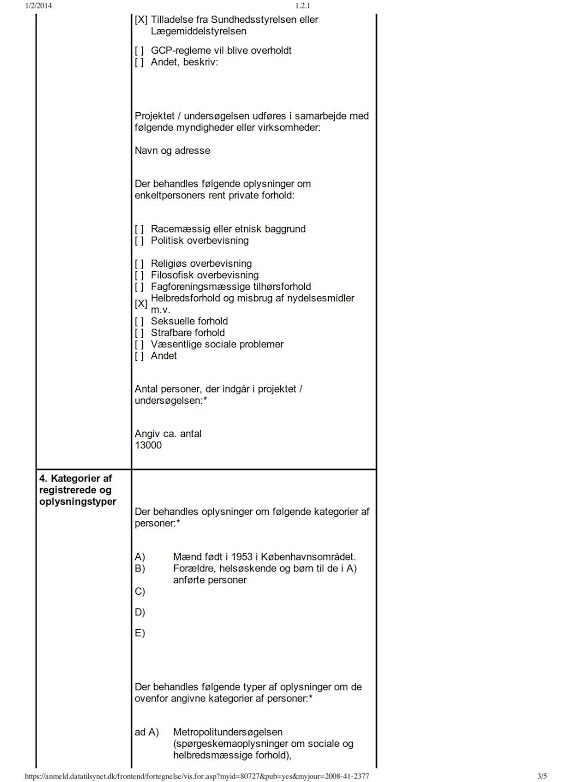 1/2/2014
1.2.1
[X] Tilladelse fra Sundhedsstyrelsen eller
Lægemiddelstyrelsen
[ ] GCP-reglerne vil blive overholdt
[ ] Andet, beskriv:
Projektet / undersøgelsen udføres i samarbejde med
følgende myndigheder eller virksomheder:
Navn og adresse
Der behandles følgende oplysninger om
enkeltpersoners rent private forhold:
[ ] Racemæssig eller etnisk baggrund
[ ] Politisk overbevisning
[ ] Religiøs overbevisning
[ ] Filosofisk overbevisning
[ ] Fagforeningsmæssige tilhørsforhold
[X] Helbredsforhold og misbrug af nydelsesmidler
m.v.
[ ] Seksuelle forhold
[ ] Strafbare forhold
[ ] Væsentlige sociale problemer
[ ] Andet
Antal personer, der indgår i projektet /
undersøgelsen:*
Angiv ca. antal
13000
4. Kategorier af
registrerede og
oplysningstyper
Der behandles oplysninger om følgende kategorier af
personer:*
A) Mænd født i 1953 i Københavnsområdet.
B) Forældre, helsøskende og børn til de i A)
anførte personer
C)
D)
E)
Der behandles følgende typer af oplysninger om de
ovenfor angivne kategorier af personer:*
ad A) Metropolitundersøgelsen
(spørgeskemaoplysninger om sociale og
helbredsmæssige forhold),
https://anmeld.datatilsynet.dk/frontend/fortegnelse/vis.for.asp?myid=80727&pub=yes&myjour=2008-41-2377
3/5